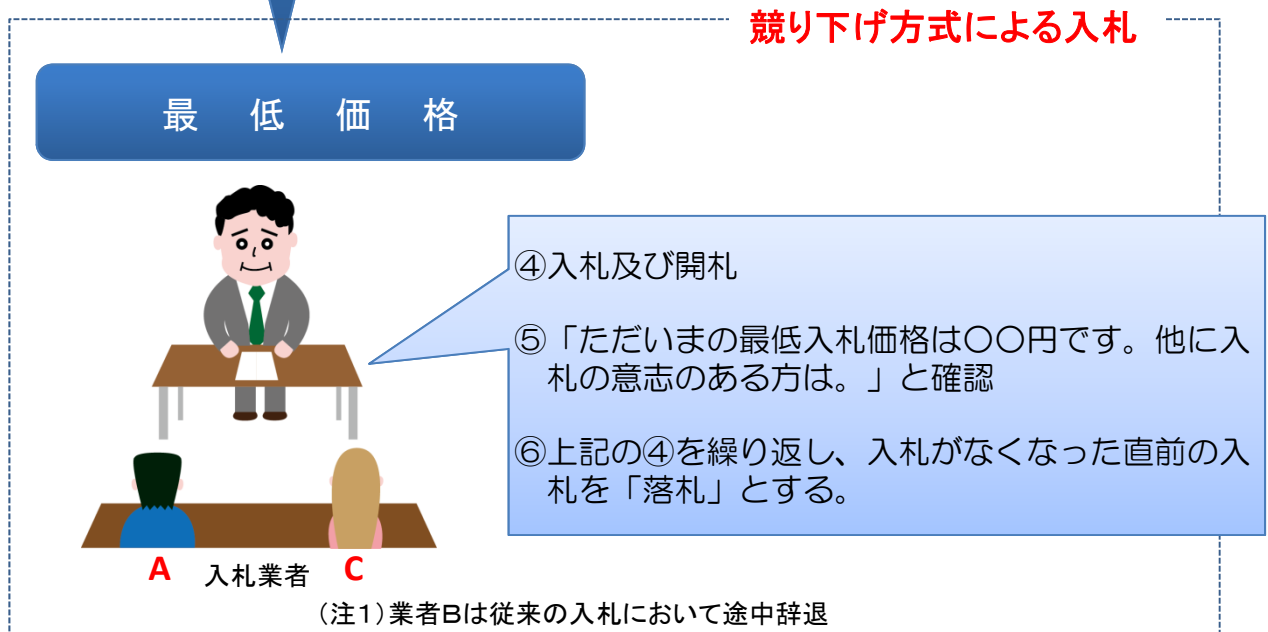 競り下げ方式による入札
最 低 価 格
④入札及び開札
⑤「ただいまの最低入札価格は〇〇円です。他に入
札の意志のある方は。」と確認
⑥上記の④を繰り返し、入札がなくなった直前の入
札を「落札」とする。
A 入札業者 C
(注1)業者Bは従来の入札において途中辞退